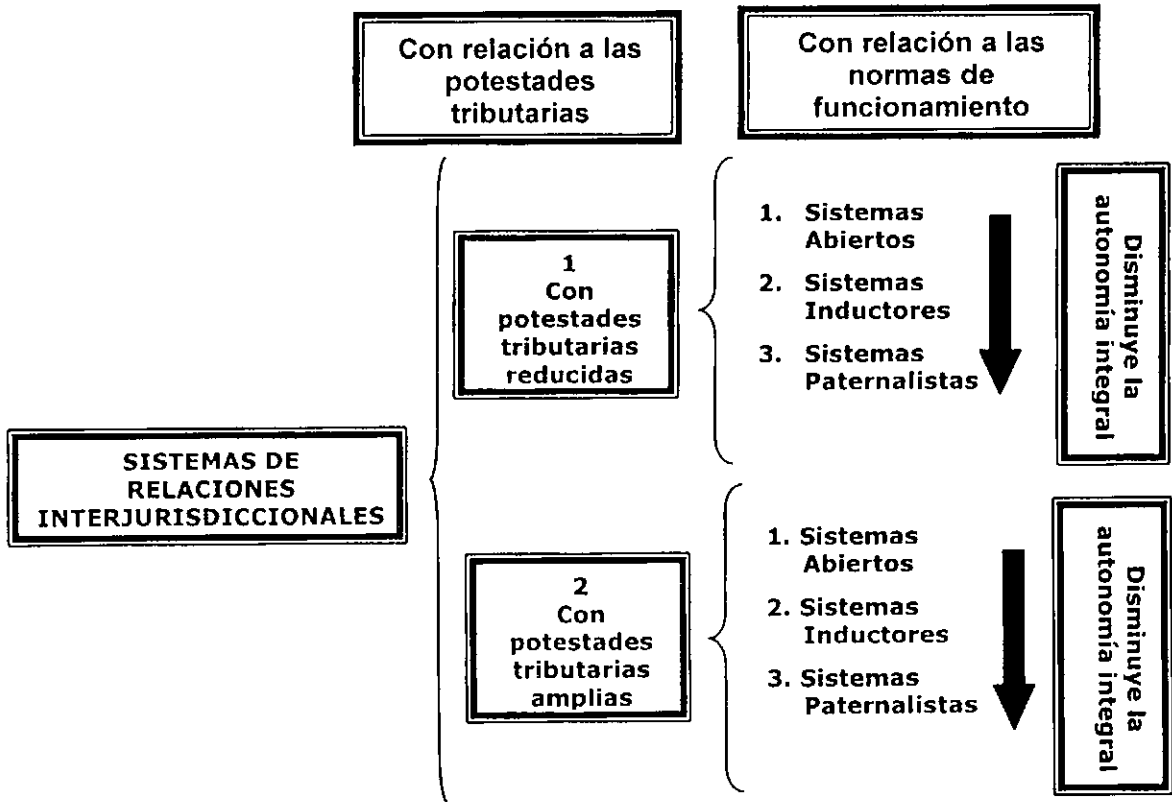 Con relación a las
potestades
tributarias
Con relación a las
normas de
funcionamiento
SISTEMAS DE
RELACIONES
INTERJURISDICCIONALES
1
Con
potestades
tributarias
reducidas
1. Sistemas
Abiertos
2. Sistemas
Inductores
3. Sistemas
Paternalistas
Disminuye la
autonomía integral
2
Con
potestades
tributarias
amplias
1. Sistemas
Abiertos
2. Sistemas
Inductores
3. Sistemas
Paternalistas
Disminuye la
autonomía integral